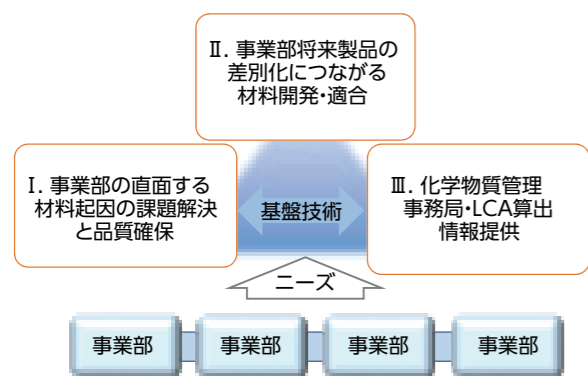 Ⅱ. 事業部将来製品の
差別化につながる
材料開発・適合
Ⅰ. 事業部の直面する
材料起因の課題解決
と品質確保
基盤技術
Ⅲ. 化学物質管理
事務局・LCA算出
情報提供
ニーズ
事業部
事業部
事業部
事業部